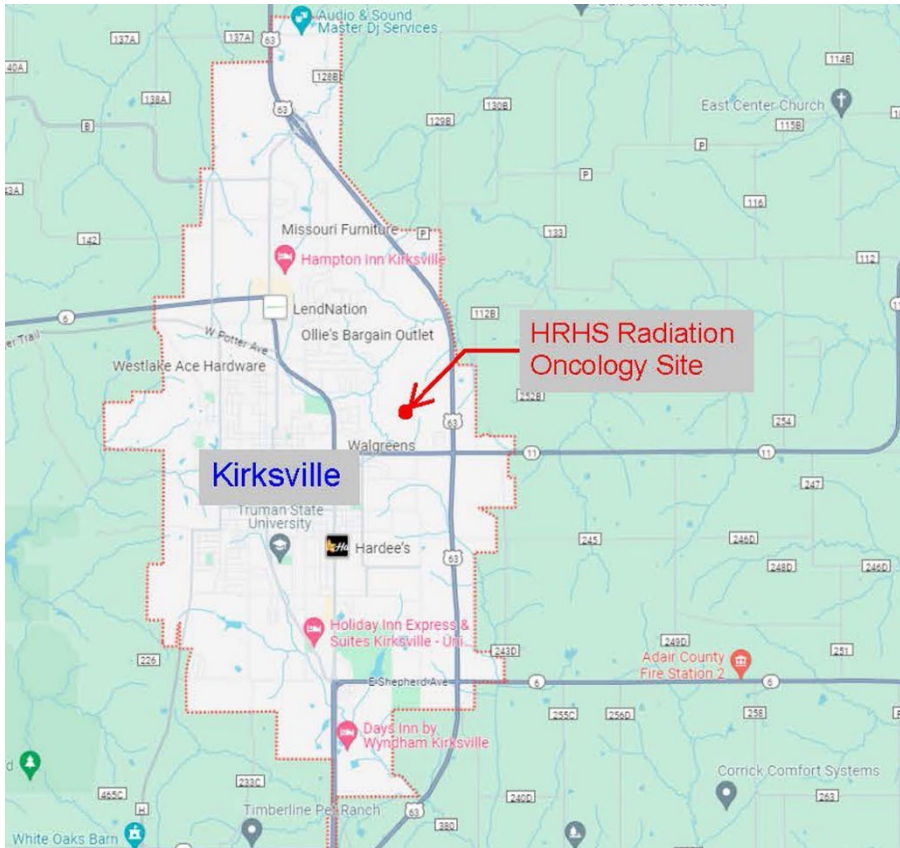 Audio & Sound
Master Dj Services
137A
137A
63
128B
40A
138A
63
130B
129B
B
114B
East Center Church
115B
P
P
43A
116
142
Missouri Furniture
P
133
Hampton Inn Kirksville
112
6
LendNation
112B
11
W Potter Ave
Ollie's Bargain Outlet
HRHS Radiation
Oncology Site
Westlake Ace Hardware
252B
63
254
Walgreens
11
11
Kirksville
247
Truman State
University
Hardee's
245
246D
63
248D
246D
Holiday Inn Express &
Suites Kirksville - Uni...
249D
243D
251
226
Adair County
Fire Station 2
E Shepherd Ave
6
6
255C
256D
258
Days Inn by
Wyndham Kirksville
Corrick Comfort Systems
233C
465C
240D
263
H
Timberline Pet Ranch
63
380
White Oaks Barn